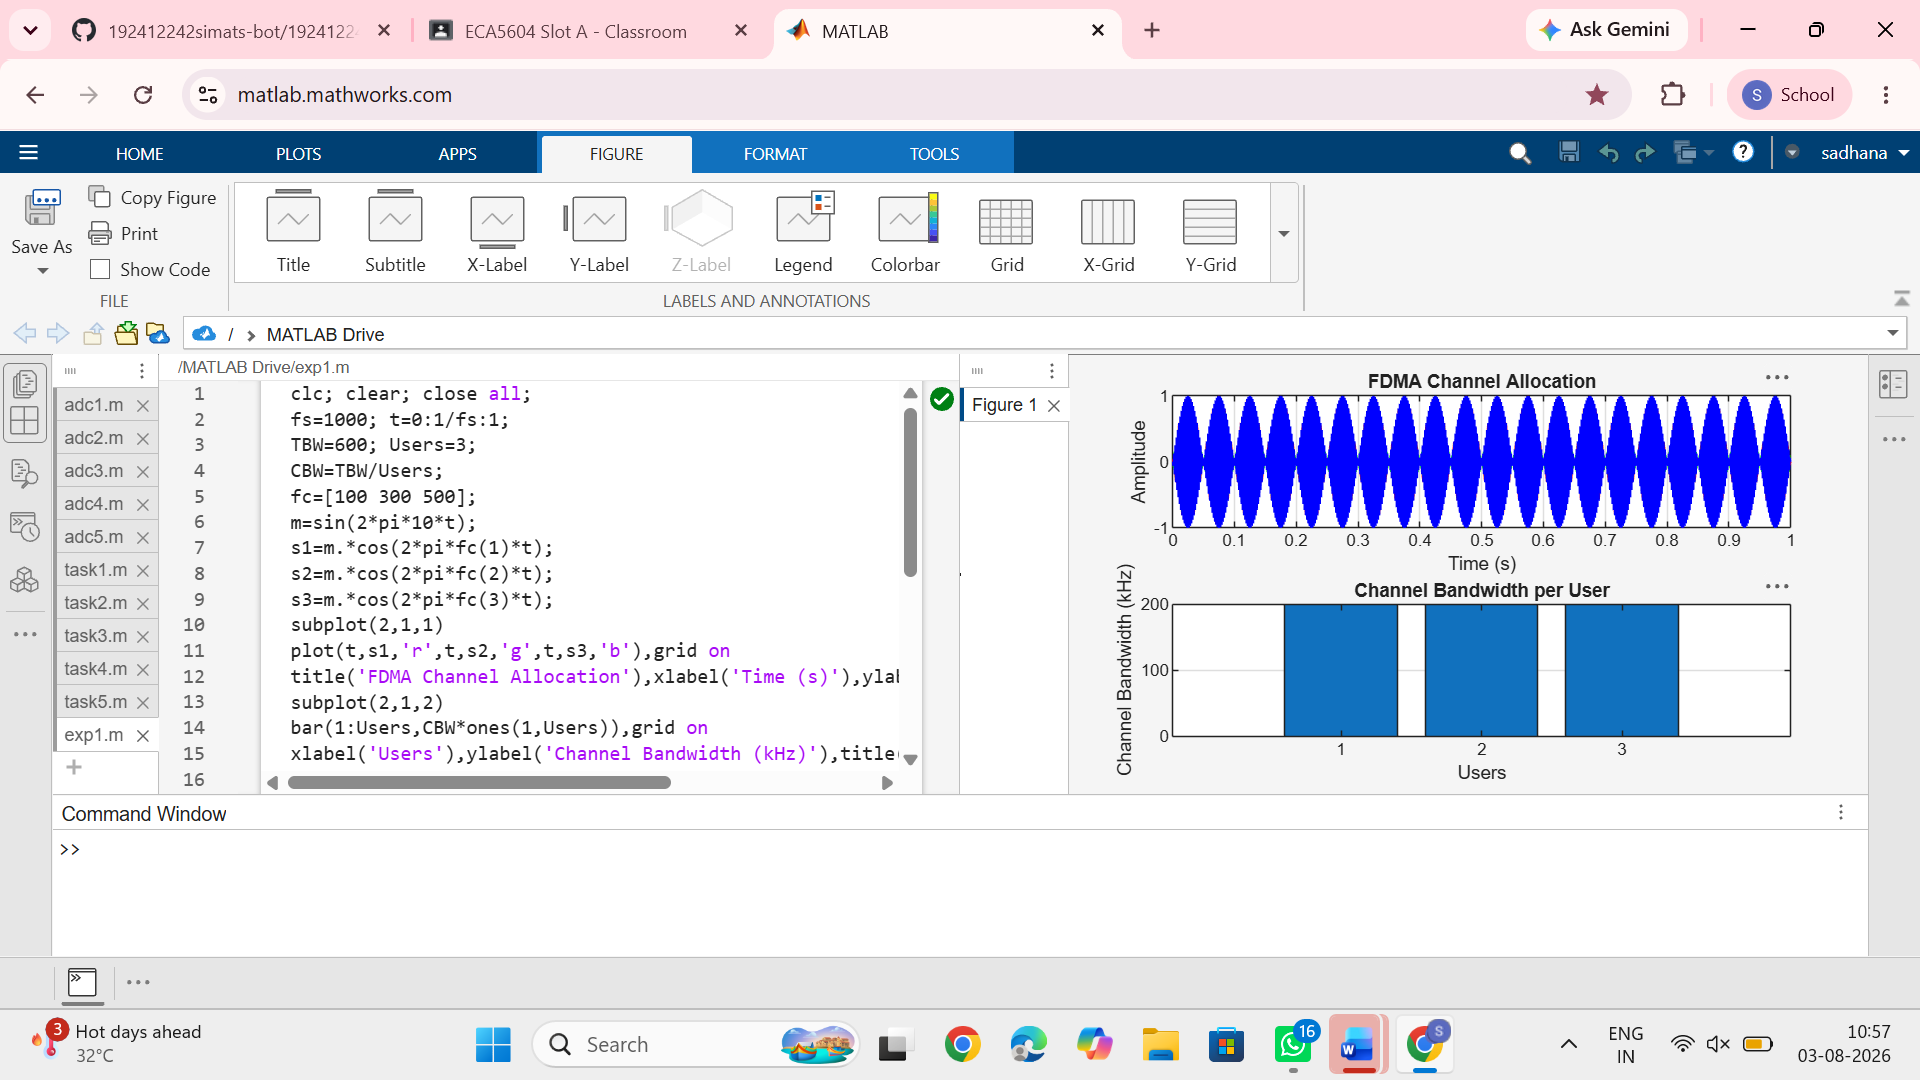 192412242simats-bot/1924122
ECA5604 Slot A - Classroom
MATLAB
Ask Gemini
matlab.mathworks.com
S School
HOME PLOTS APPS FIGURE FORMAT TOOLS
sadhana
Save As
Copy Figure
Print
Show Code
FILE
Title Subtitle X-Label Y-Label Z-Label Legend Colorbar Grid X-Grid Y-Grid
LABELS AND ANNOTATIONS
/ › MATLAB Drive
adc1.m
adc2.m
adc3.m
adc4.m
adc5.m
task1.m
task2.m
task3.m
task4.m
task5.m
exp1.m
/MATLAB Drive/exp1.m
1 clc; clear; close all;
2 fs=1000; t=0:1/fs:1;
3 TBW=600; Users=3;
4 CBW=TBW/Users;
5 fc=[100 300 500];
6 m=sin(2*pi*10*t);
7 s1=m.*cos(2*pi*fc(1)*t);
8 s2=m.*cos(2*pi*fc(2)*t);
9 s3=m.*cos(2*pi*fc(3)*t);
10 subplot(2,1,1)
11 plot(t,s1,'r',t,s2,'g',t,s3,'b'),grid on
12 title('FDMA Channel Allocation'),xlabel('Time (s)'),ylab
13 subplot(2,1,2)
14 bar(1:Users,CBW*ones(1,Users)),grid on
15 xlabel('Users'),ylabel('Channel Bandwidth (kHz)'),title(
16
Figure 1
FDMA Channel Allocation
Amplitude
1
0
-1
0 0.1 0.2 0.3 0.4 0.5 0.6 0.7 0.8 0.9 1
Time (s)
Channel Bandwidth per User
Channel Bandwidth (kHz)
200
100
0
1 2 3
Users
Command Window
>>
3
Hot days ahead
32°C
Search
16
S
ENG
IN
10:57
03-08-2026